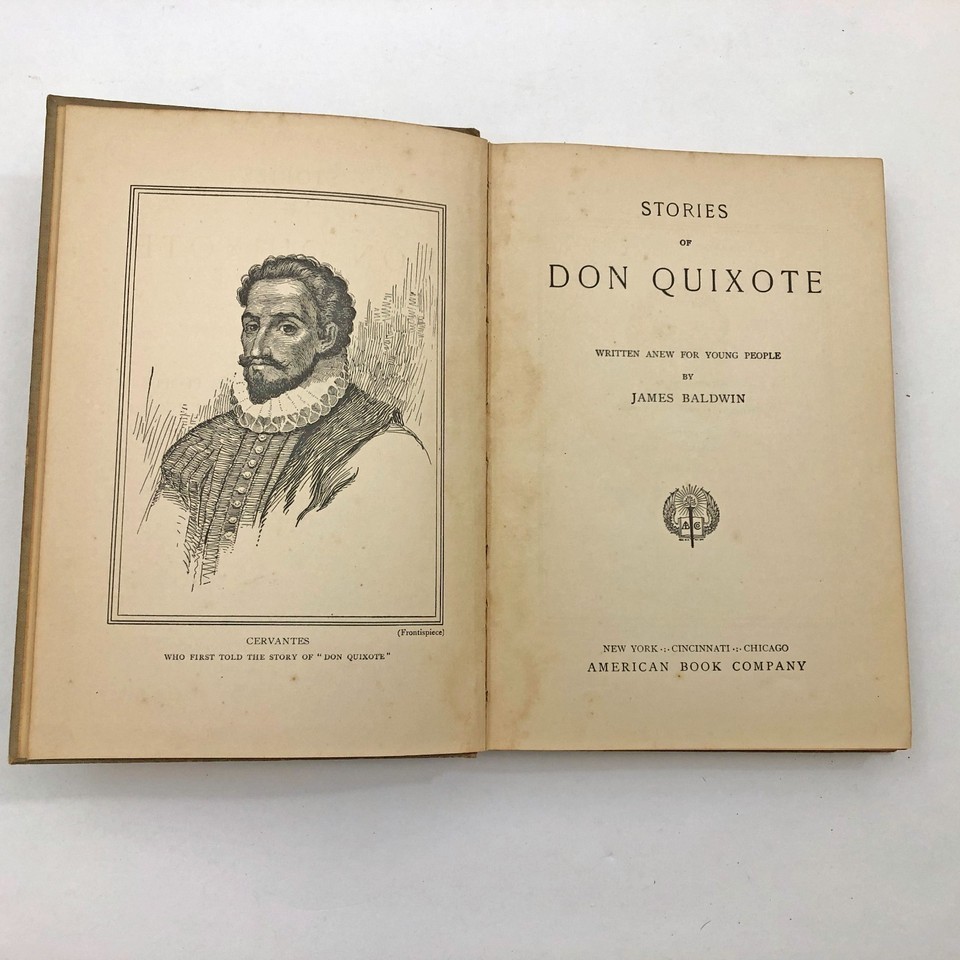 (Frontispiece)
CERVANTES
WHO FIRST TOLD THE STORY OF "DON QUIXOTE"
STORIES
OF
DON QUIXOTE
WRITTEN ANEW FOR YOUNG PEOPLE
BY
JAMES BALDWIN
ABC
NEW YORK ·:· CINCINNATI ·:· CHICAGO
AMERICAN BOOK COMPANY